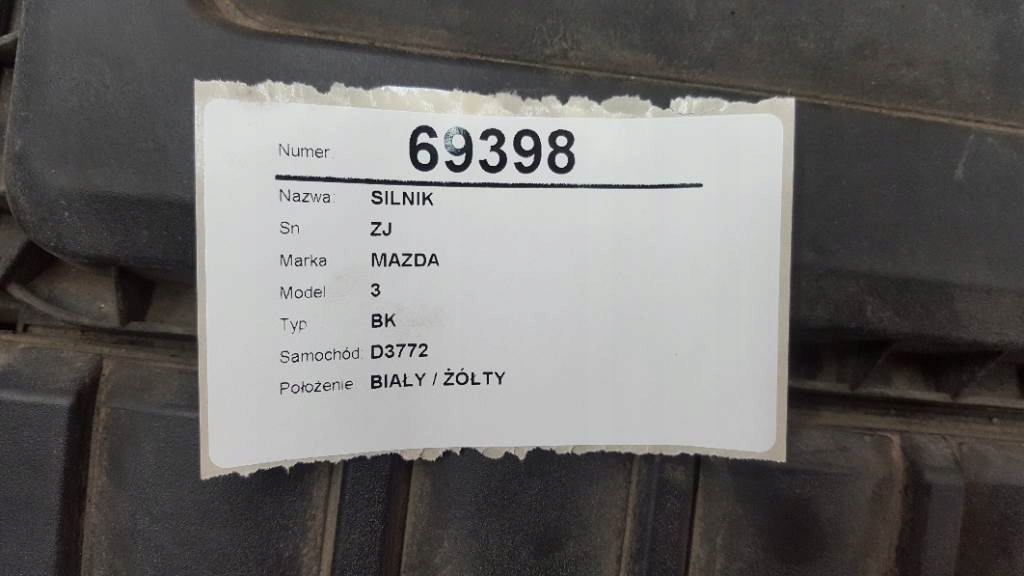 Numer: 69398
Nazwa: SILNIK
Sn ZJ
Marka MAZDA
Model 3
Typ BK
Samochód: D3772
Położenie BIAŁY / ŻÓŁTY